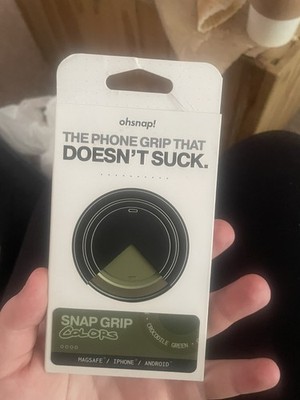 ohsnap!
THE PHONE GRIP THAT
DOESN'T SUCK.
SNAP GRIP
COLORS
CROCODILE GREEN
MAGSAFE / IPHONE / ANDROID